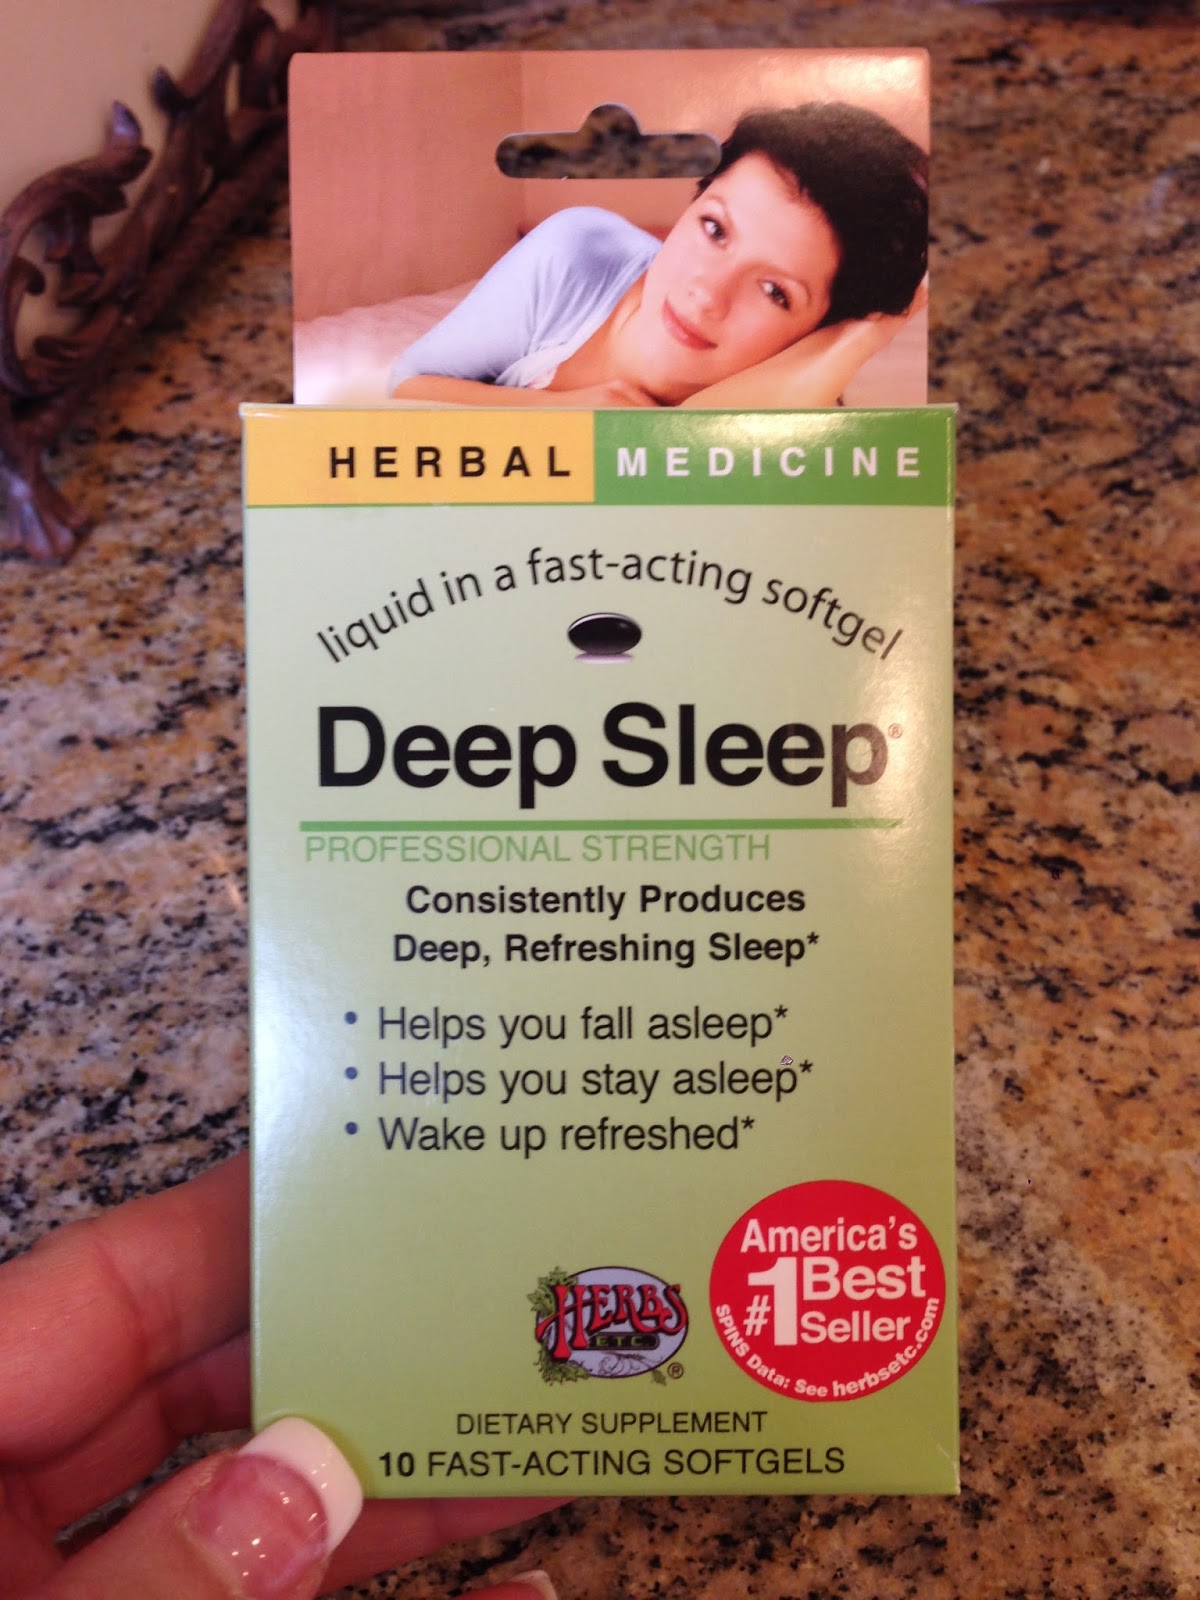 HERBAL MEDICINE
liquid in a fast-acting softgel
Deep Sleep®
PROFESSIONAL STRENGTH
Consistently Produces
Deep, Refreshing Sleep*
• Helps you fall asleep*
• Helps you stay asleep*
• Wake up refreshed*
America's
#1 Best
Seller
SPINS Data: See herbsetc.com
HERBS
ETC.
®
DIETARY SUPPLEMENT
10 FAST-ACTING SOFTGELS